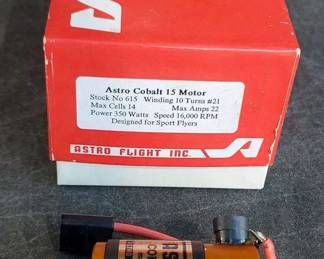 Astro Cobalt 15 Motor
Stock No 615 Winding 10 Turns #21
Max Cells 14 Max Amps 22
Power 350 Watts Speed 16,000 RPM
Designed for Sport Flyers
ASTRO FLIGHT INC.